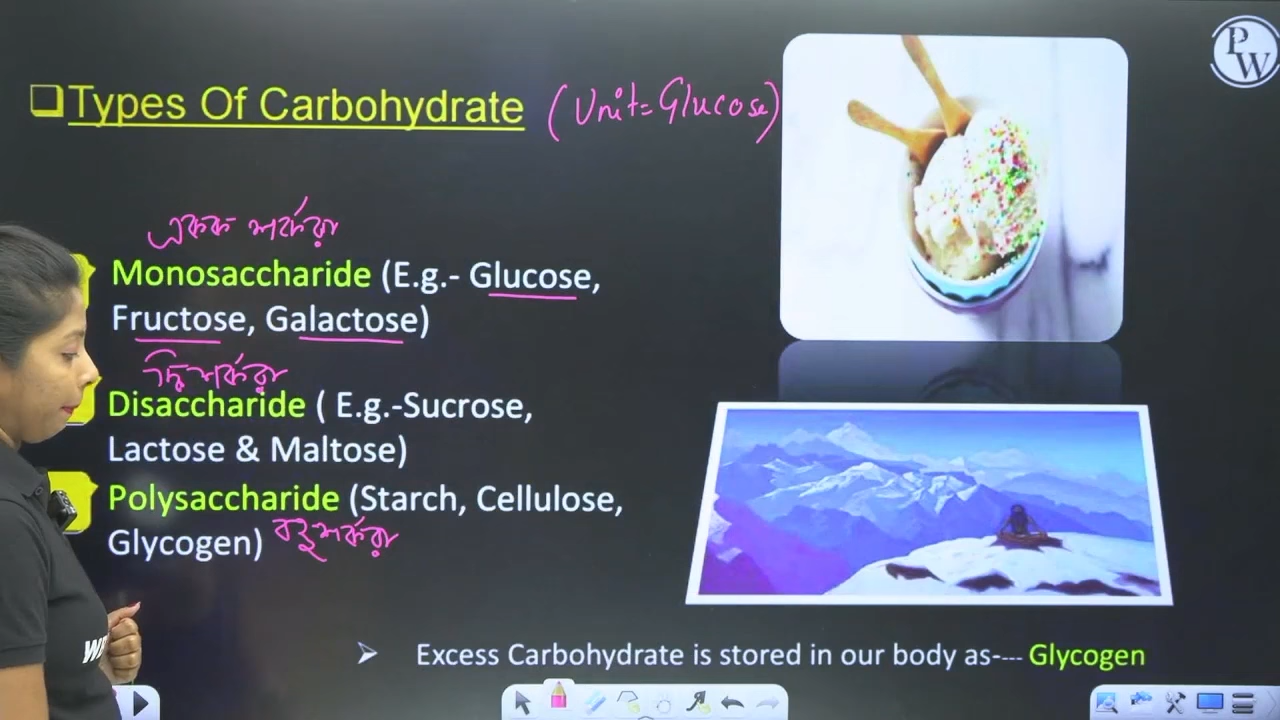 PW
Types Of Carbohydrate (Unit= Glucose)
একক শর্করা
Monosaccharide (E.g.- Glucose,
Fructose, Galactose)
দ্বিশর্করা
Disaccharide ( E.g.-Sucrose,
Lactose & Maltose)
Polysaccharide (Starch, Cellulose,
Glycogen) বহুশর্করা
Excess Carbohydrate is stored in our body as---- Glycogen